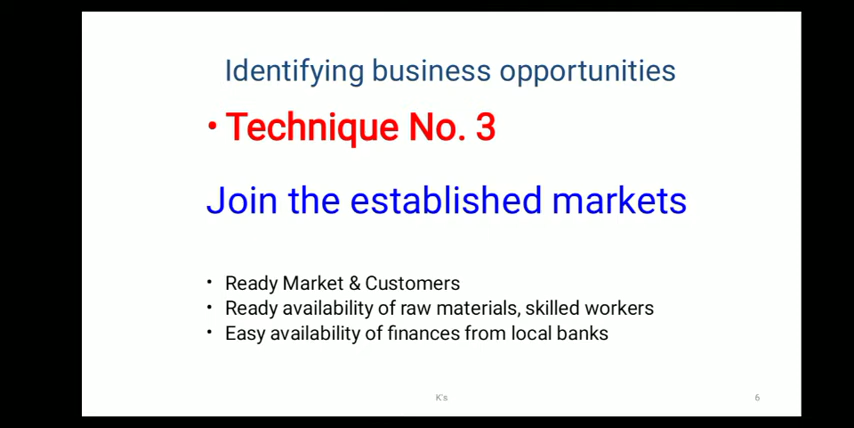 Identifying business opportunities
• Technique No. 3
Join the established markets
• Ready Market & Customers
• Ready availability of raw materials, skilled workers
• Easy availability of finances from local banks
K's
6